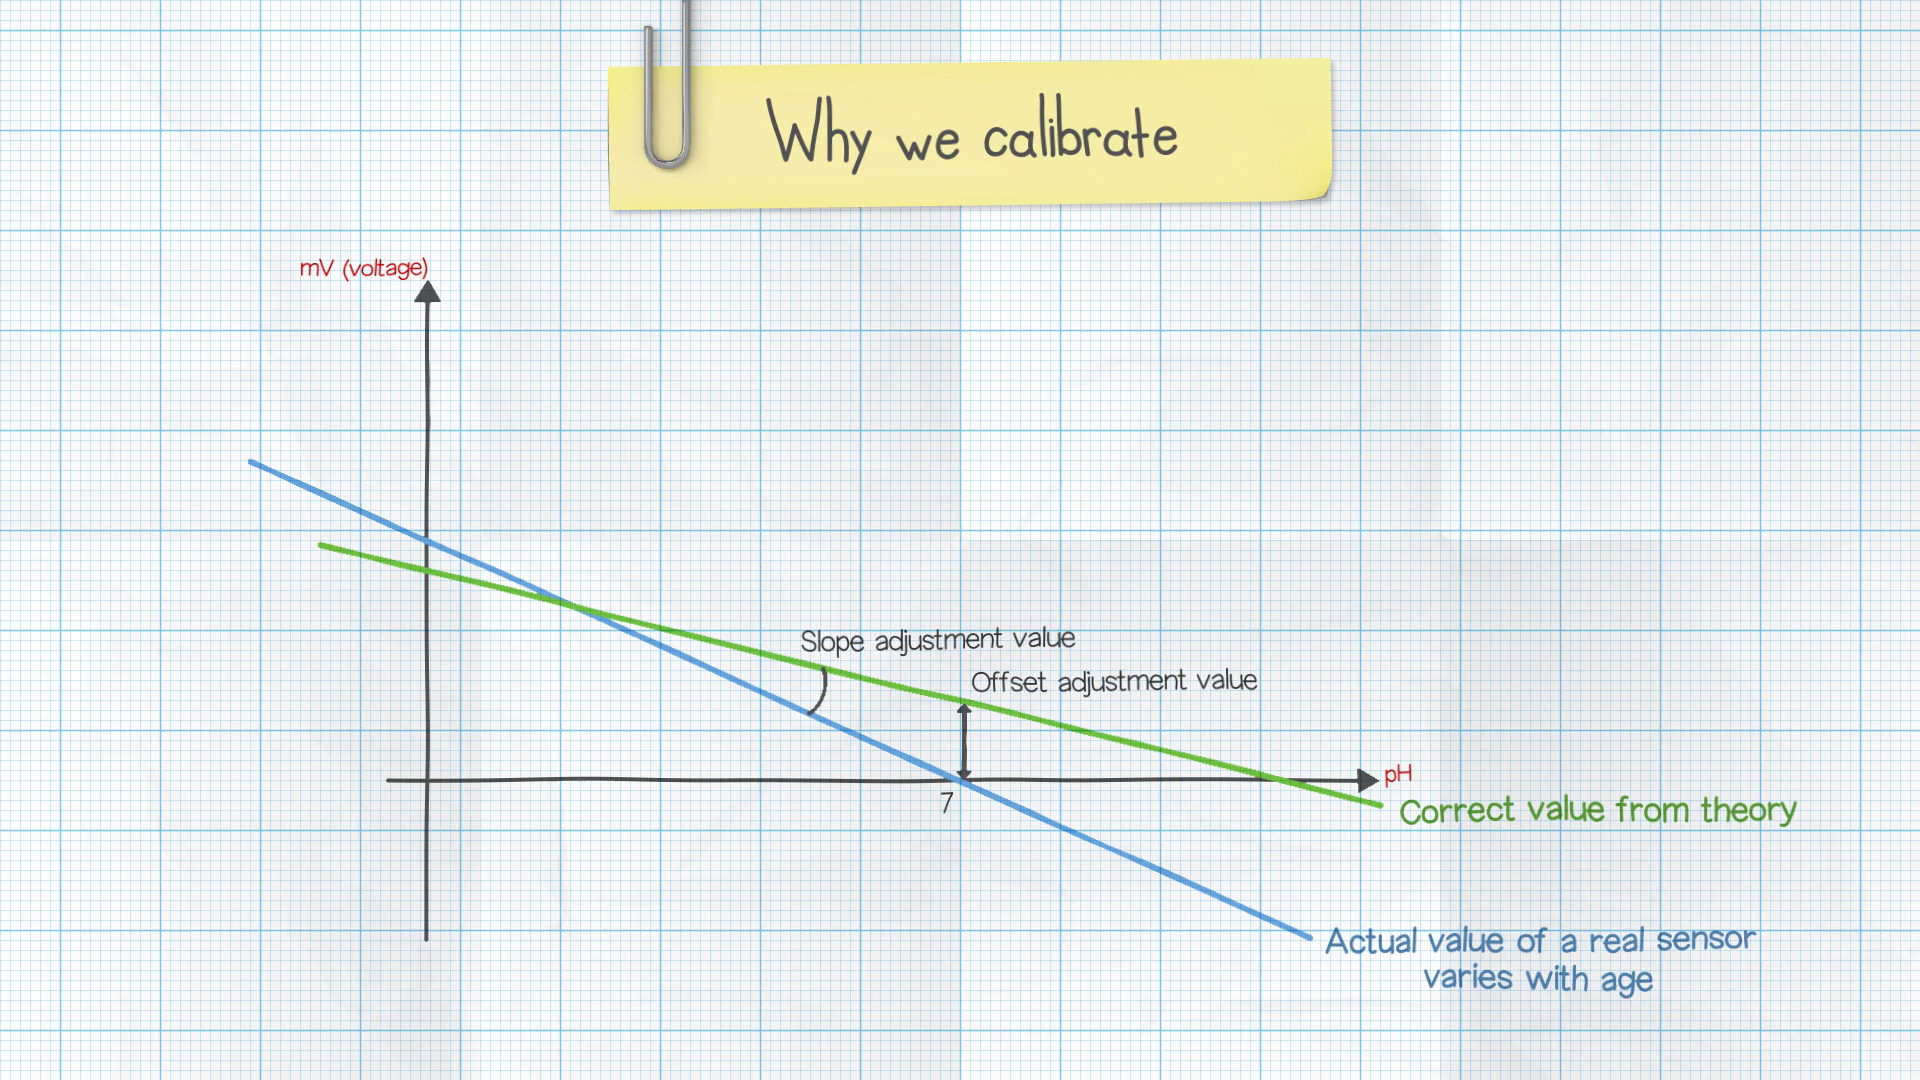 Why we calibrate
mV (voltage)
Slope adjustment value
Offset adjustment value
pH
7
Correct value from theory
Actual value of a real sensor
varies with age